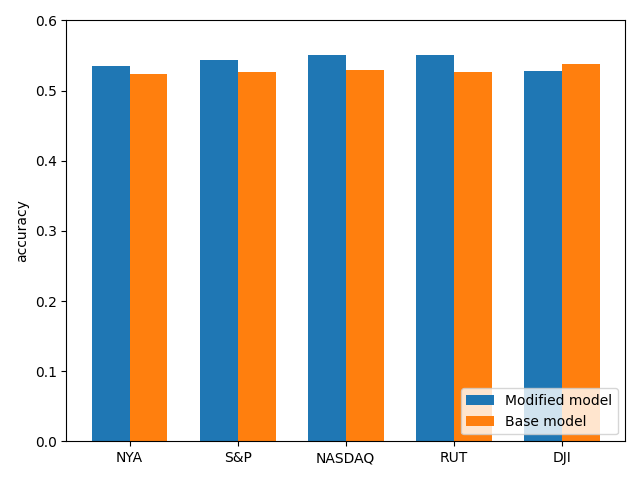 0.6
0.5
0.4
0.3
0.2
0.1
0.0
accuracy
NYA
S&P
NASDAQ
RUT
DJI
Modified model
Base model